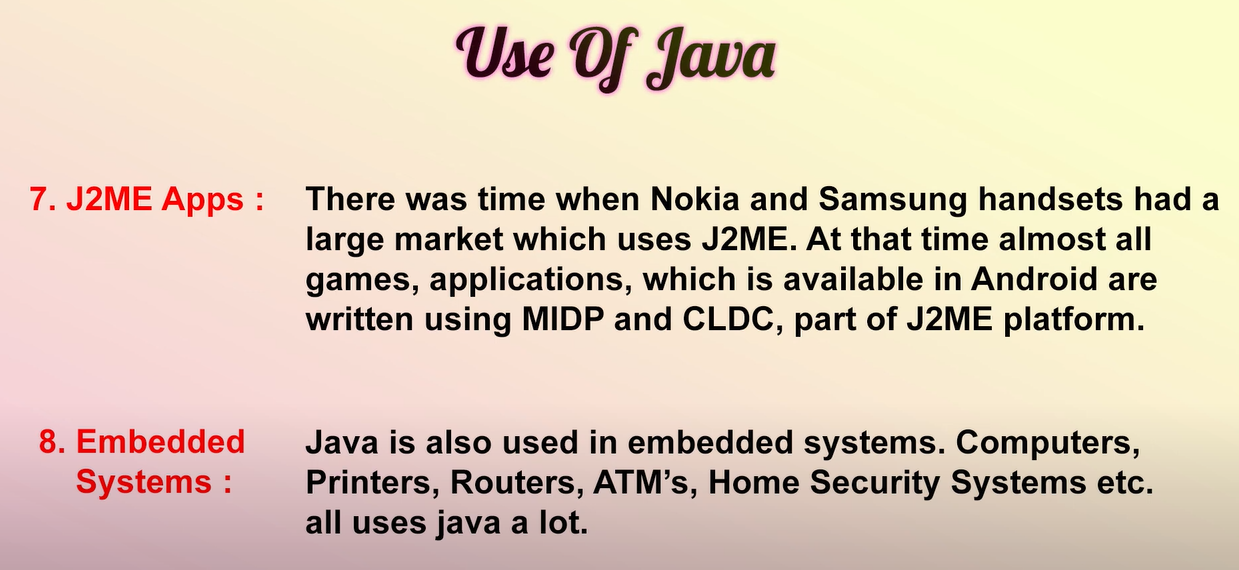 Use Of Java
7. J2ME Apps :
There was time when Nokia and Samsung handsets had a
large market which uses J2ME. At that time almost all
games, applications, which is available in Android are
written using MIDP and CLDC, part of J2ME platform.
8. Embedded
Systems :
Java is also used in embedded systems. Computers,
Printers, Routers, ATM’s, Home Security Systems etc.
all uses java a lot.